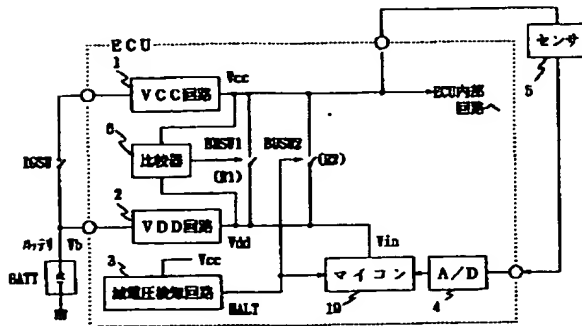 ECU
1
VCC回路
Vcc
センサ
5
ECU内部
回路へ
6
比較器
BUSW1
(R1)
BUSW2
(R2)
IGSW
2
VDD回路
Vdd
Vin
バッテリ Vb
BATT
3
Vcc
減電圧検知回路
HALT
マイコン
10
A/D
4